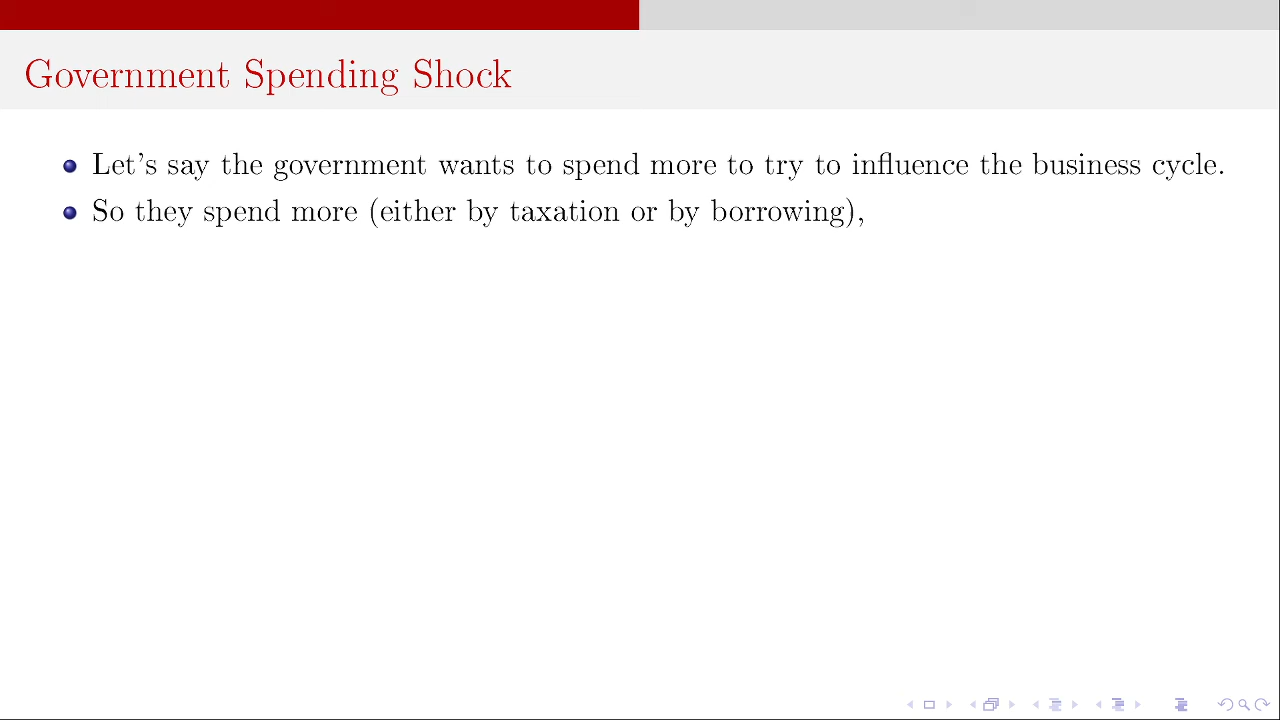 Government Spending Shock
Let's say the government wants to spend more to try to influence the business cycle.
So they spend more (either by taxation or by borrowing),